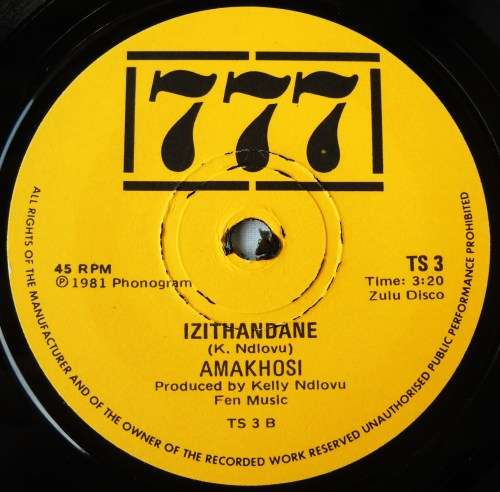 777
45 RPM
℗ 1981 Phonogram
TS 3
Time: 3:20
Zulu Disco
IZITHANDANE
(K. Ndlovu)
AMAKHOSI
Produced by Kelly Ndlovu
Fen Music
TS 3 B
ALL RIGHTS OF THE MANUFACTURER AND OF THE OWNER OF THE RECORDED WORK RESERVED UNAUTHORISED PUBLIC PERFORMANCE PROHIBITED